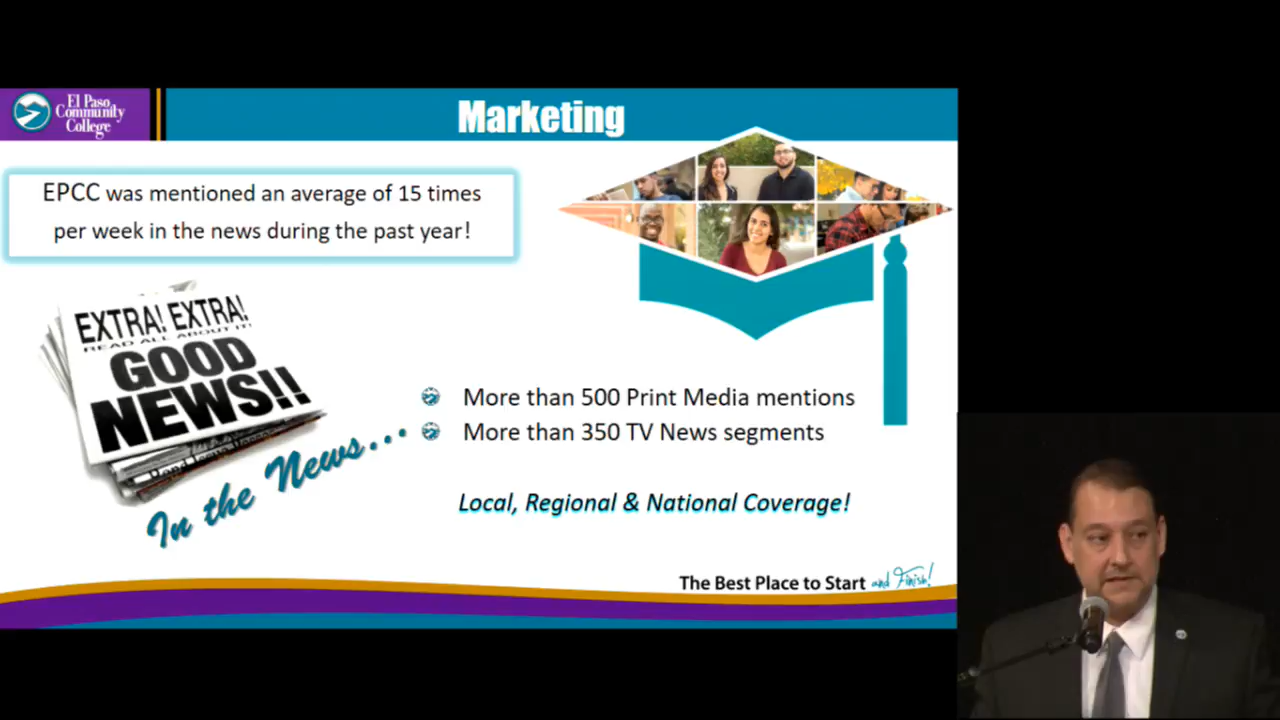 El Paso
Community
College
Marketing
EPCC was mentioned an average of 15 times
per week in the news during the past year!
EXTRA! EXTRA!
READ ALL ABOUT IT!
GOOD
NEWS!!
In the News...
More than 500 Print Media mentions
More than 350 TV News segments
Local, Regional & National Coverage!
The Best Place to Start and Finish!